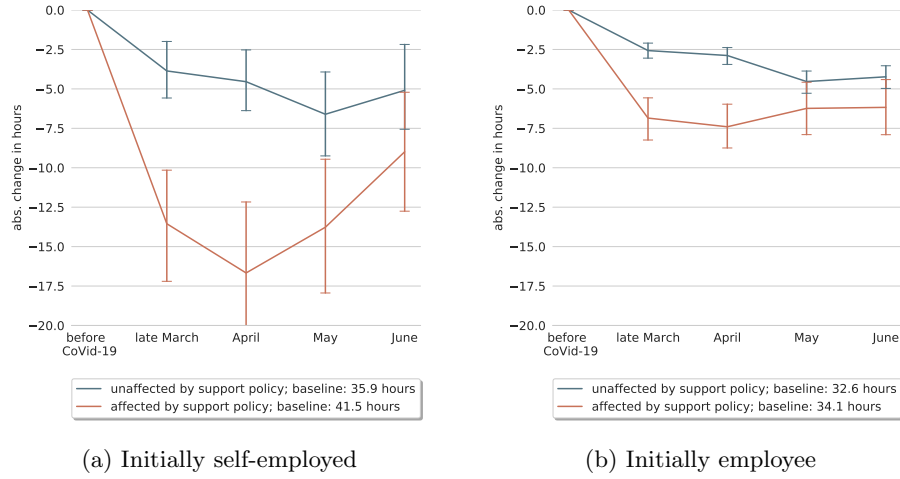 0.0
−2.5
−5.0
−7.5
−10.0
−12.5
−15.0
−17.5
−20.0
abs. change in hours
before
CoVid-19
late March
April
May
June
unaffected by support policy; baseline: 35.9 hours
affected by support policy; baseline: 41.5 hours
(a) Initially self-employed
0.0
−2.5
−5.0
−7.5
−10.0
−12.5
−15.0
−17.5
−20.0
abs. change in hours
before
CoVid-19
late March
April
May
June
unaffected by support policy; baseline: 32.6 hours
affected by support policy; baseline: 34.1 hours
(b) Initially employee